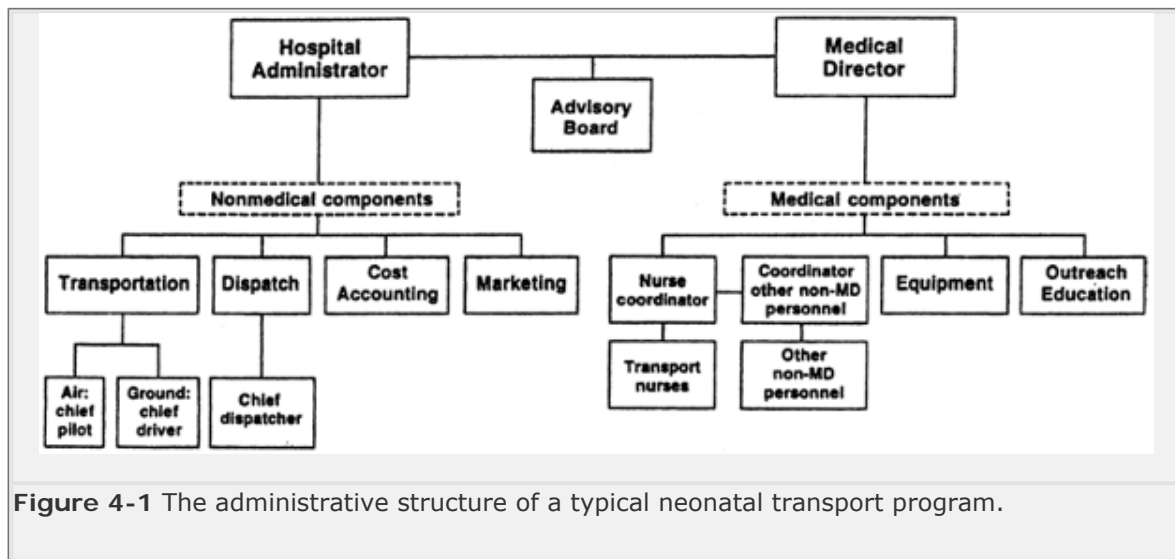 Hospital
Administrator
Medical
Director
Advisory
Board
Nonmedical components
Medical components
Transportation
Dispatch
Cost
Accounting
Marketing
Nurse
coordinator
Coordinator
other non-MD
personnel
Equipment
Outreach
Education
Air:
chief
pilot
Ground:
chief
driver
Chief
dispatcher
Transport
nurses
Other
non-MD
personnel
Figure 4-1 The administrative structure of a typical neonatal transport program.